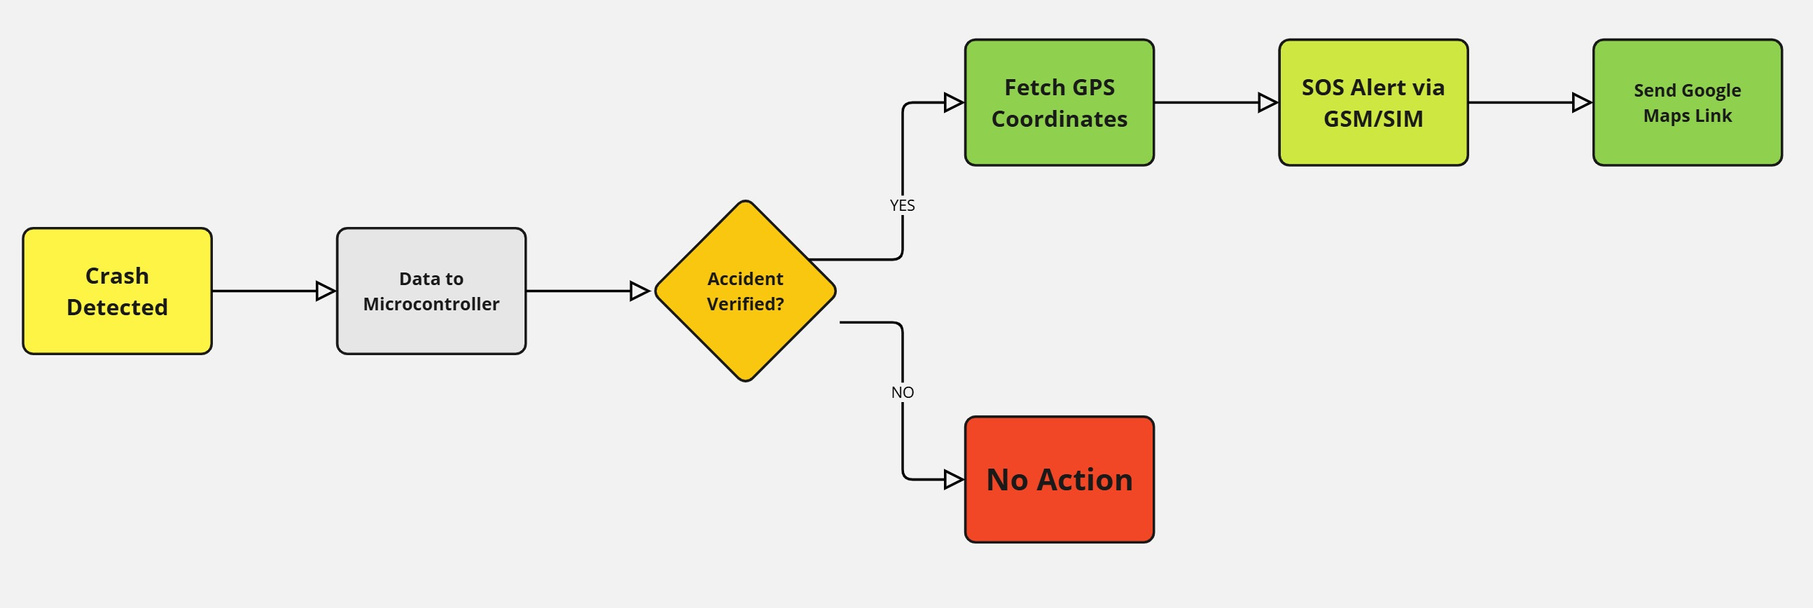 Crash
Detected
Data to
Microcontroller
Accident
Verified?
YES
Fetch GPS
Coordinates
SOS Alert via
GSM/SIM
Send Google
Maps Link
NO
No Action